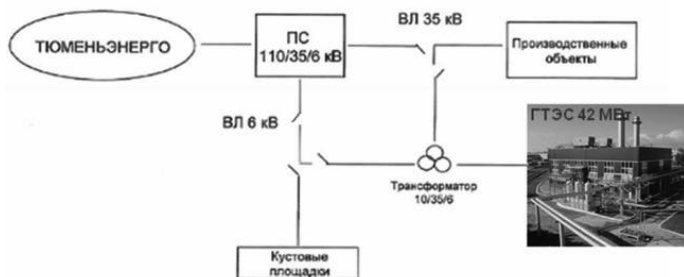 ТЮМЕНЬЭНЕРГО
ПС
110/35/6 кВ
ВЛ 35 кВ
Производственные
объекты
ВЛ 6 кВ
ГТЭС 42 МВт
Трансформатор
10/35/6
Кустовые
площадки